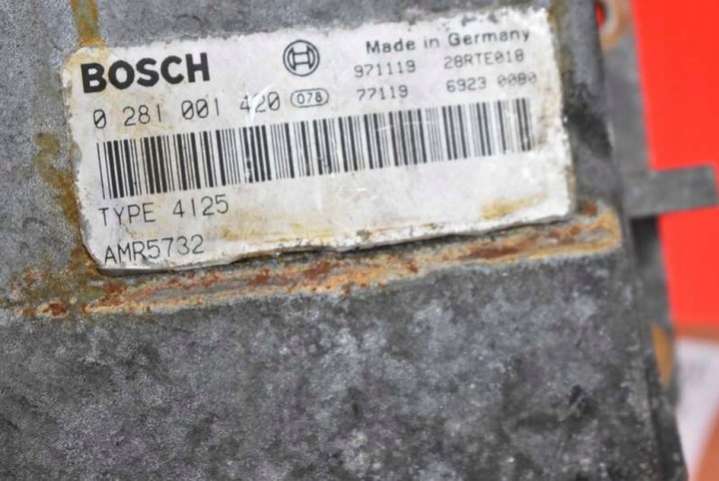 BOSCH Made in Germany
971119 28RTE018
0 281 001 420 078 77119 6923 0080
TYPE 4125
AMR5732